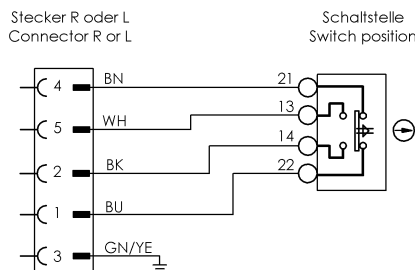 Stecker R oder L
Connector R or L
Schaltstelle
Switch position
4 BN 21
5 WH 13
2 BK 14
1 BU 22
3 GN/YE